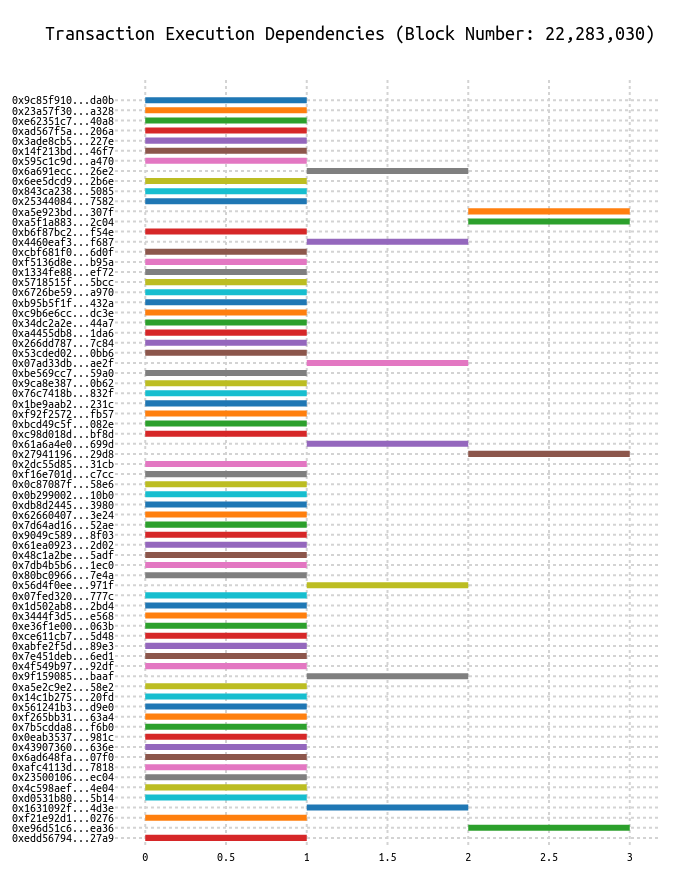 Transaction Execution Dependencies (Block Number: 22,283,030)
0x9c85f910...da0b
0x23a57f30...a328
0xe62351c7...40a8
0xad567f5a...206a
0x3ade8cb5...227e
0x14f213bd...46f7
0x595c1c9d...a470
0x6a691ecc...26e2
0x6ee5dcd9...2b6e
0x843ca238...5085
0x25344084...7582
0xa5e923bd...307f
0xa5f1a883...2c04
0xb6f87bc2...f54e
0x4460eaf3...f687
0xcbf681f0...6d0f
0xf5136d8e...b95a
0x1334fe88...ef72
0x5718515f...5bcc
0x6726be59...a970
0xb95b5f1f...432a
0xc9b6e6cc...dc3e
0x34dc2a2e...44a7
0xa4455db8...1da6
0x266dd787...7c84
0x53cded02...0bb6
0x07ad33db...ae2f
0xbe569cc7...59a0
0x9ca8e387...0b62
0x76c7418b...832f
0x1be9aab2...231c
0xf92f2572...fb57
0xbcd49c5f...082e
0xc98d018d...bf8d
0x61a6a4e0...699d
0x27941196...29d8
0x2dc55d85...31cb
0xf16e701d...c7cc
0x0c87087f...58e6
0x0b299002...10b0
0xdb8d2445...3980
0x62660407...3e24
0x7d64ad16...52ae
0x9049c589...8f03
0x61ea0923...2d02
0x48c1a2be...5adf
0x7db4b5b6...1ec0
0x80bc0966...7e4a
0x56d4f0ee...971f
0x07fed320...777c
0x1d502ab8...2bd4
0x3444f3d5...e568
0xe36f1e00...063b
0xce611cb7...5d48
0xabfe2f5d...89e3
0x7e451deb...6ed1
0x4f549b97...92df
0x9f159085...baaf
0xa5e2c9e2...58e2
0x14c1b275...20fd
0x561241b3...d9e0
0xf265bb31...63a4
0x7b5cdda8...f6b0
0x0eab3537...981c
0x43907360...636e
0x6ad648fa...07f0
0xafc4113d...7818
0x23500106...ec04
0x4c598aef...4e04
0xd0531b80...5b14
0x1631092f...4d3e
0xf21e92d1...0276
0xe96d51c6...ea36
0xedd56794...27a9
0 0.5 1 1.5 2 2.5 3